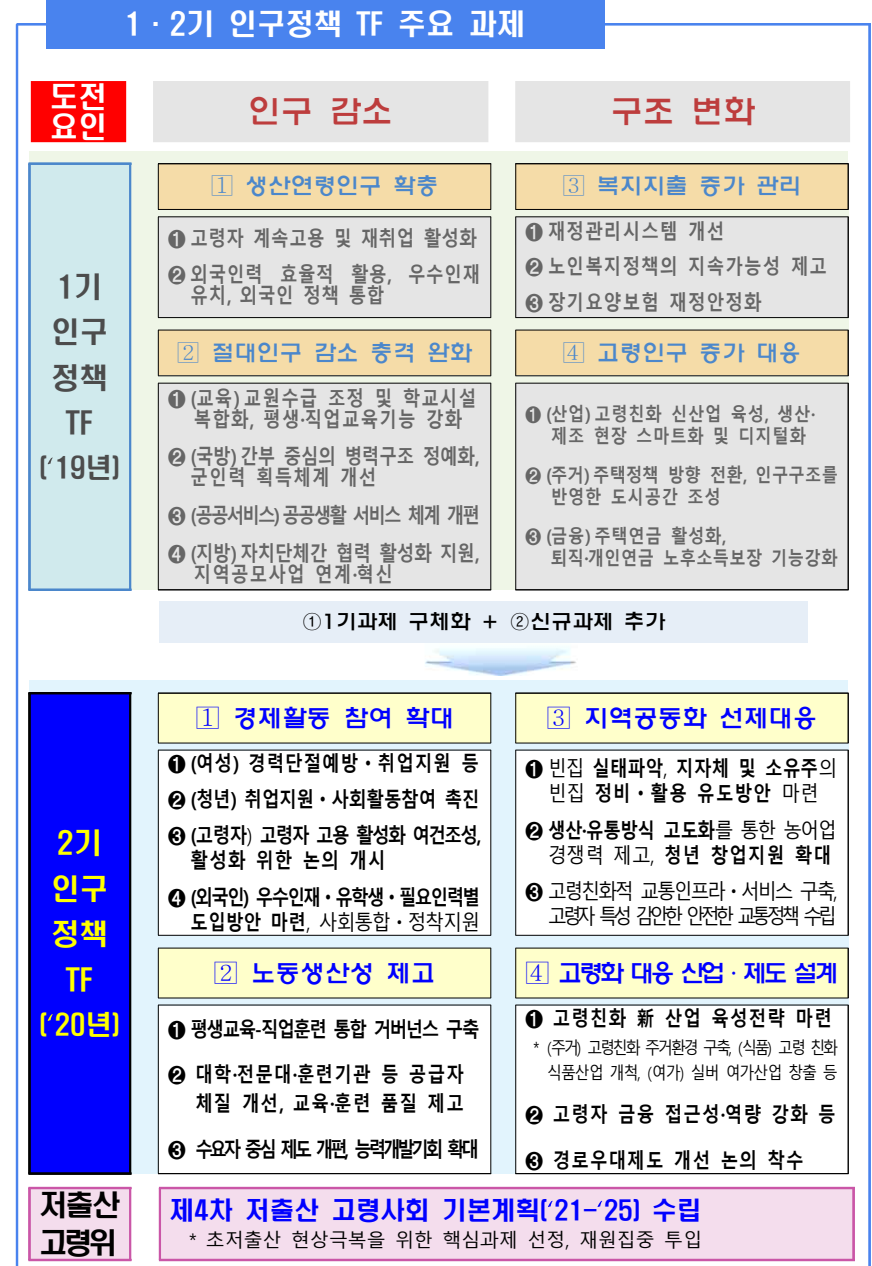 1 · 2기 인구정책 TF 주요 과제
도전
요인
인구 감소
구조 변화
1기
인구
정책
TF
(‘19년)
1 생산연령인구 확충
❶ 고령자 계속고용 및 재취업 활성화
❷ 외국인력 효율적 활용, 우수인재
유치, 외국인 정책 통합
2 절대인구 감소 충격 완화
❶ (교육) 교원수급 조정 및 학교시설
복합화, 평생·직업교육기능 강화
❷ (국방) 간부 중심의 병력구조 정예화,
군인력 획득체계 개선
❸ (공공서비스) 공공생활 서비스 체계 개편
❹ (지방) 자치단체간 협력 활성화 지원,
지역공모사업 연계·혁신
3 복지지출 증가 관리
❶ 재정관리시스템 개선
❷ 노인복지정책의 지속가능성 제고
❸ 장기요양보험 재정안정화
4 고령인구 증가 대응
❶ (산업) 고령친화 신산업 육성, 생산·
제조 현장 스마트화 및 디지털화
❷ (주거) 주택정책 방향 전환, 인구구조를
반영한 도시공간 조성
❸ (금융) 주택연금 활성화,
퇴직·개인연금 노후소득보장 기능강화
①1기과제 구체화 + ②신규과제 추가
2기
인구
정책
TF
(‘20년)
1 경제활동 참여 확대
❶ (여성) 경력단절예방·취업지원 등
❷ (청년) 취업지원·사회활동참여 촉진
❸ (고령자) 고령자 고용 활성화 여건조성,
활성화 위한 논의 개시
❹ (외국인) 우수인재·유학생·필요인력별
도입방안 마련, 사회통합·정착지원
2 노동생산성 제고
❶ 평생교육-직업훈련 통합 거버넌스 구축
❷ 대학·전문대·훈련기관 등 공급자
체질 개선, 교육·훈련 품질 제고
❸ 수요자 중심 제도 개편, 능력개발기회 확대
3 지역공동화 선제대응
❶ 빈집 실태파악, 지자체 및 소유주의
빈집 정비·활용 유도방안 마련
❷ 생산·유통방식 고도화를 통한 농어업
경쟁력 제고, 청년 창업지원 확대
❸ 고령친화적 교통인프라·서비스 구축,
고령자 특성 감안한 안전한 교통정책 수립
4 고령화 대응 산업·제도 설계
❶ 고령친화 新 산업 육성전략 마련
* (주거) 고령친화 주거환경 구축, (식품) 고령 친화
식품산업 개척, (여가) 실버 여가산업 창출 등
❷ 고령자 금융 접근성·역량 강화 등
❸ 경로우대제도 개선 논의 착수
저출산
고령위
제4차 저출산 고령사회 기본계획(‘21-‘25) 수립
* 초저출산 현상극복을 위한 핵심과제 선정, 재원집중 투입